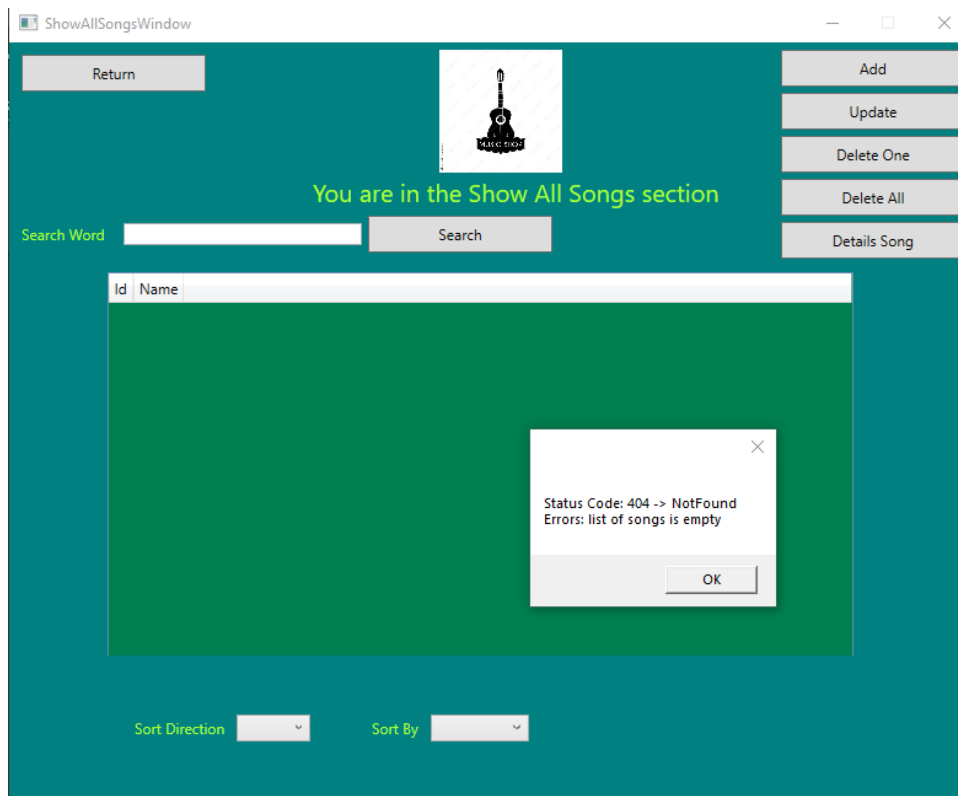 ShowAllSongsWindow
Return
Add
Update
Delete One
Delete All
Details Song
MUSIC SHOP
You are in the Show All Songs section
Search Word
Search
Id Name
Status Code: 404 -> NotFound
Errors: list of songs is empty
OK
Sort Direction
Sort By